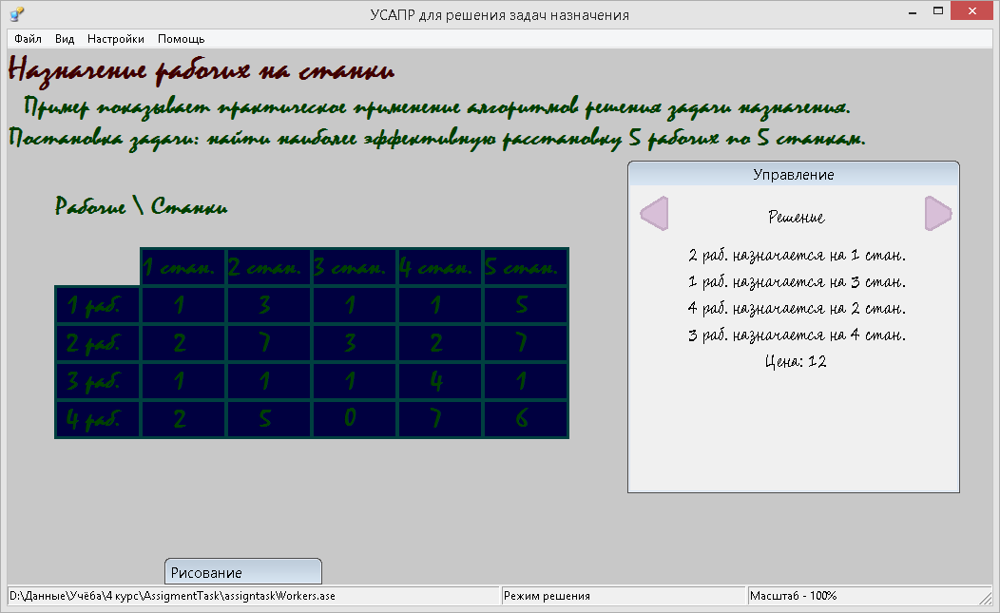 УСАПР для решения задач назначения
Файл Вид Настройки Помощь
Назначение рабочих на станки
Пример показывает практическое применение алгоритмов решения задачи назначения.
Постановка задачи: найти наиболее эффективную расстановку 5 рабочих по 5 станкам.
Рабочие \ Станки
1 стан. 2 стан. 3 стан. 4 стан. 5 стан.
1 раб. 1 3 1 1 5
2 раб. 2 7 3 2 7
3 раб. 1 1 1 4 1
4 раб. 2 5 0 7 6
Управление
Решение
2 раб. назначается на 1 стан.
1 раб. назначается на 3 стан.
4 раб. назначается на 2 стан.
3 раб. назначается на 4 стан.
Цена: 12
Рисование
D:\Данные\Учёба\4 курс\AssigmentTask\assigntaskWorkers.ase
Режим решения
Масштаб - 100%